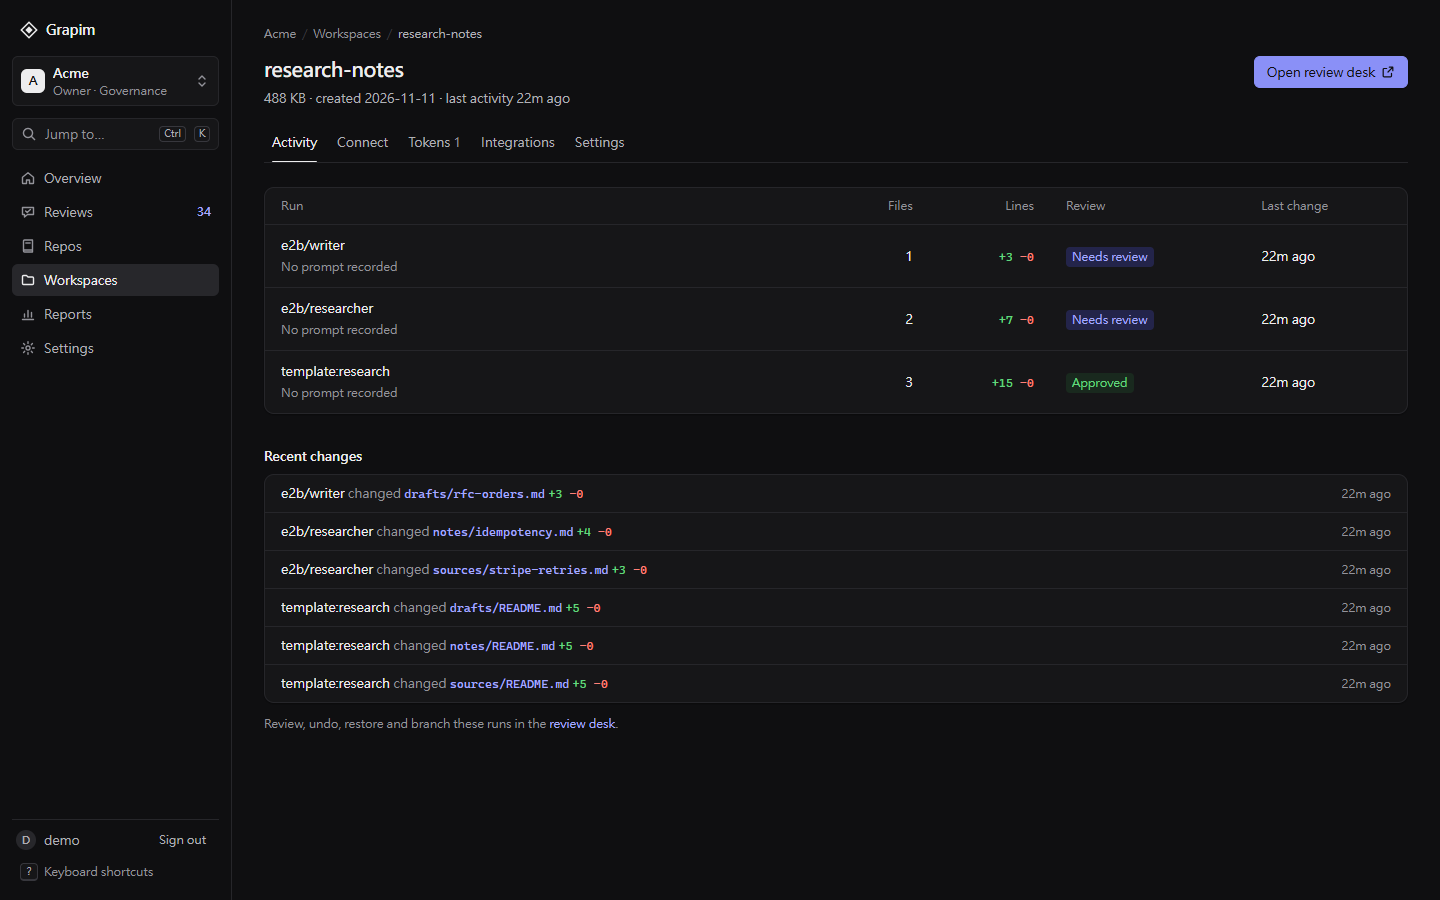 Grapim
A
Acme
Owner · Governance
Jump to...
Ctrl K
Overview
Reviews 34
Repos
Workspaces
Reports
Settings
D demo Sign out
? Keyboard shortcuts
Acme / Workspaces / research-notes
research-notes
Open review desk
488 KB · created 2026-11-11 · last activity 22m ago
Activity Connect Tokens 1 Integrations Settings
Run Files Lines Review Last change
e2b/writer
No prompt recorded
1 +3 −0 Needs review 22m ago
e2b/researcher
No prompt recorded
2 +7 −0 Needs review 22m ago
template:research
No prompt recorded
3 +15 −0 Approved 22m ago
Recent changes
e2b/writer changed drafts/rfc-orders.md +3 −0 22m ago
e2b/researcher changed notes/idempotency.md +4 −0 22m ago
e2b/researcher changed sources/stripe-retries.md +3 −0 22m ago
template:research changed drafts/README.md +5 −0 22m ago
template:research changed notes/README.md +5 −0 22m ago
template:research changed sources/README.md +5 −0 22m ago
Review, undo, restore and branch these runs in the review desk.